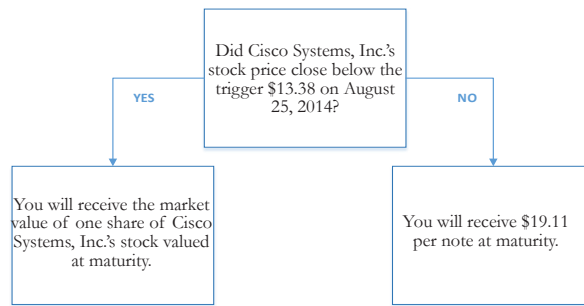 Did Cisco Systems, Inc.'s
stock price close below the
trigger $13.38 on August
25, 2014?
YES
NO
You will receive the market
value of one share of Cisco
Systems, Inc.'s stock valued
at maturity.
You will receive $19.11
per note at maturity.